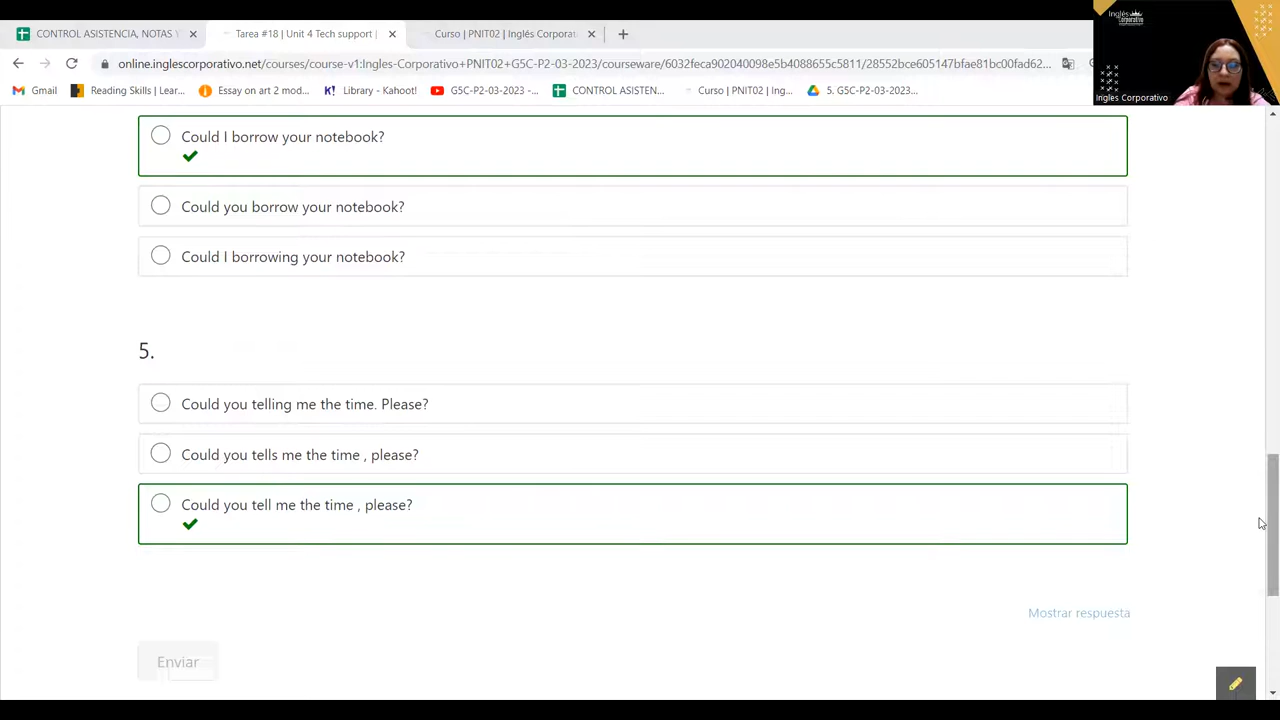 CONTROL ASISTENCIA, NOTAS Y
Tarea #18 | Unit 4 Tech support |
Curso | PNIT02 | Inglés Corporat
online.inglescorporativo.net/courses/course-v1:Ingles-Corporativo+PNIT02+G5C-P2-03-2023/courseware/6032feca902040098e5b4088655c5811/28552bce605147bfae81bc00fad62...
Gmail
Reading Skills | Lear...
Essay on art 2 mod...
Library - Kahoot!
G5C-P2-03-2023 -...
CONTROL ASISTEN...
Curso | PNIT02 | Ing...
5. G5C-P2-03-2023...
Inglés
Corporativo
Ingles Corporativo
Could I borrow your notebook?
Could you borrow your notebook?
Could I borrowing your notebook?
5.
Could you telling me the time. Please?
Could you tells me the time , please?
Could you tell me the time , please?
Mostrar respuesta
Enviar